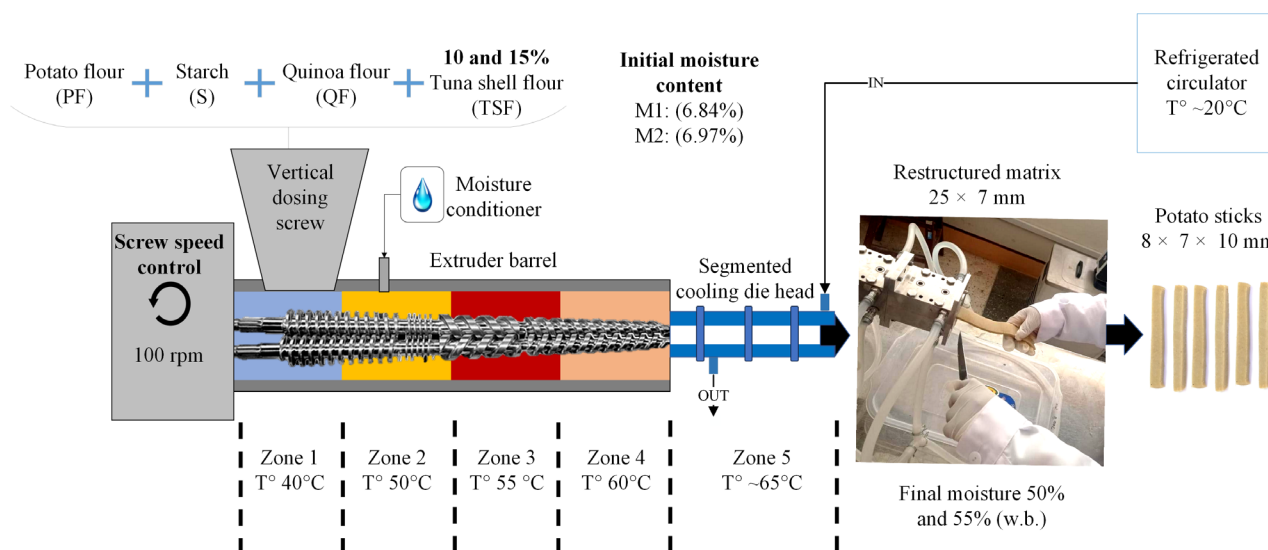 Potato flour
(PF)
Starch
(S)
Quinoa flour
(QF)
10 and 15%
Tuna shell flour
(TSF)
Initial moisture
content
M1: (6.84%)
M2: (6.97%)
IN
Refrigerated
circulator
T° ~20°C
Vertical
dosing
screw
Moisture
conditioner
Restructured matrix
25 × 7 mm
Potato sticks
8 × 7 × 10 mm
Screw speed
control
100 rpm
Extruder barrel
Segmented
cooling die head
OUT
Zone 1
T° 40°C
Zone 2
T° 50°C
Zone 3
T° 55 °C
Zone 4
T° 60°C
Zone 5
T° ~65°C
Final moisture 50%
and 55% (w.b.)